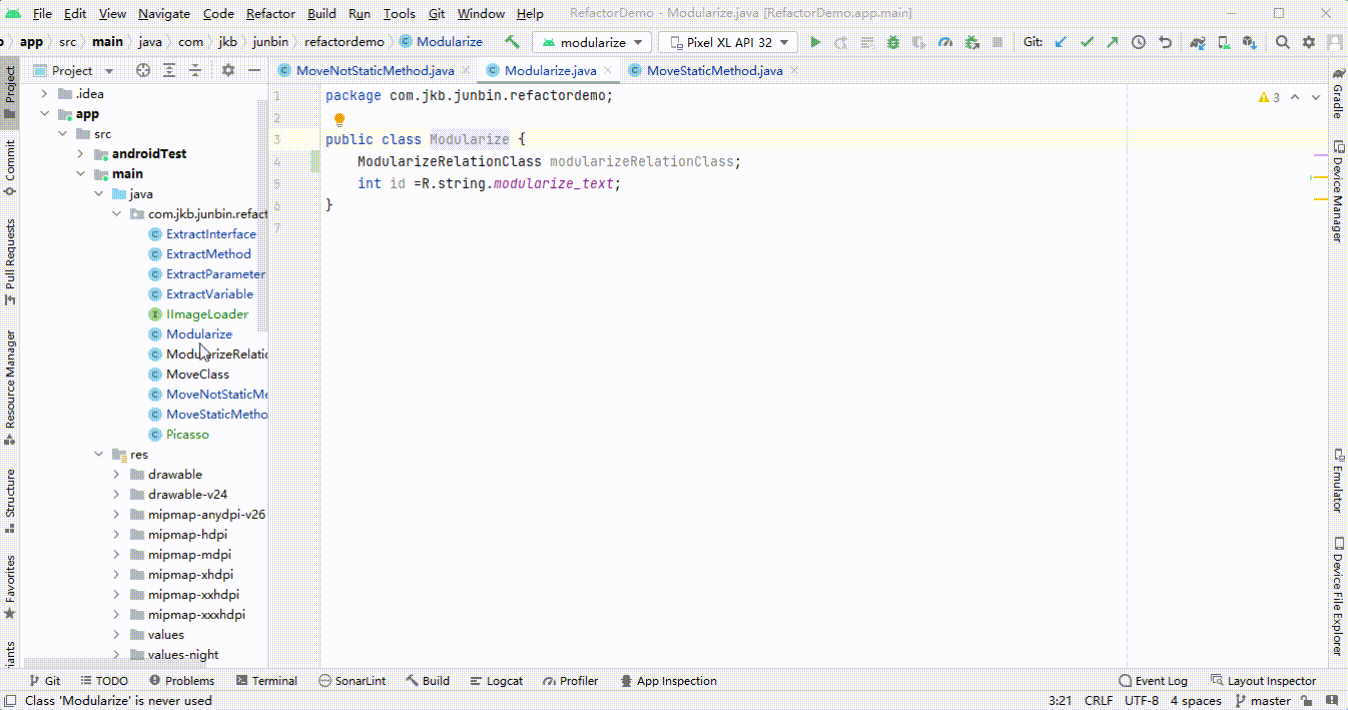 File Edit View Navigate Code Refactor Build Run Tools Git Window Help RefactorDemo - Modularize.java [RefactorDemo.app.main]
app src main java com jkb junbin refactordemo Modularize modularize Pixel XL API 32 Git:
Project
MoveNotStaticMethod.java Modularize.java MoveStaticMethod.java
.idea
app
src
androidTest
main
java
com.jkb.junbin.refact
ExtractInterface
ExtractMethod
ExtractParameter
ExtractVariable
IImageLoader
Modularize
ModularizeRelatio
MoveClass
MoveNotStaticMe
MoveStaticMetho
Picasso
res
drawable
drawable-v24
mipmap-anydpi-v26
mipmap-hdpi
mipmap-mdpi
mipmap-xhdpi
mipmap-xxhdpi
mipmap-xxxhdpi
values
values-night
1 package com.jkb.junbin.refactordemo;
2
3 public class Modularize {
4 ModularizeRelationClass modularizeRelationClass;
5 int id =R.string.modularize_text;
6 }
7
3
Project
Commit
Pull Requests
Resource Manager
Structure
Favorites
iants
Gradle
Device Manager
Emulator
Device File Explorer
Git TODO Problems Terminal SonarLint Build Logcat Profiler App Inspection Event Log Layout Inspector
Class 'Modularize' is never used 3:21 CRLF UTF-8 4 spaces master